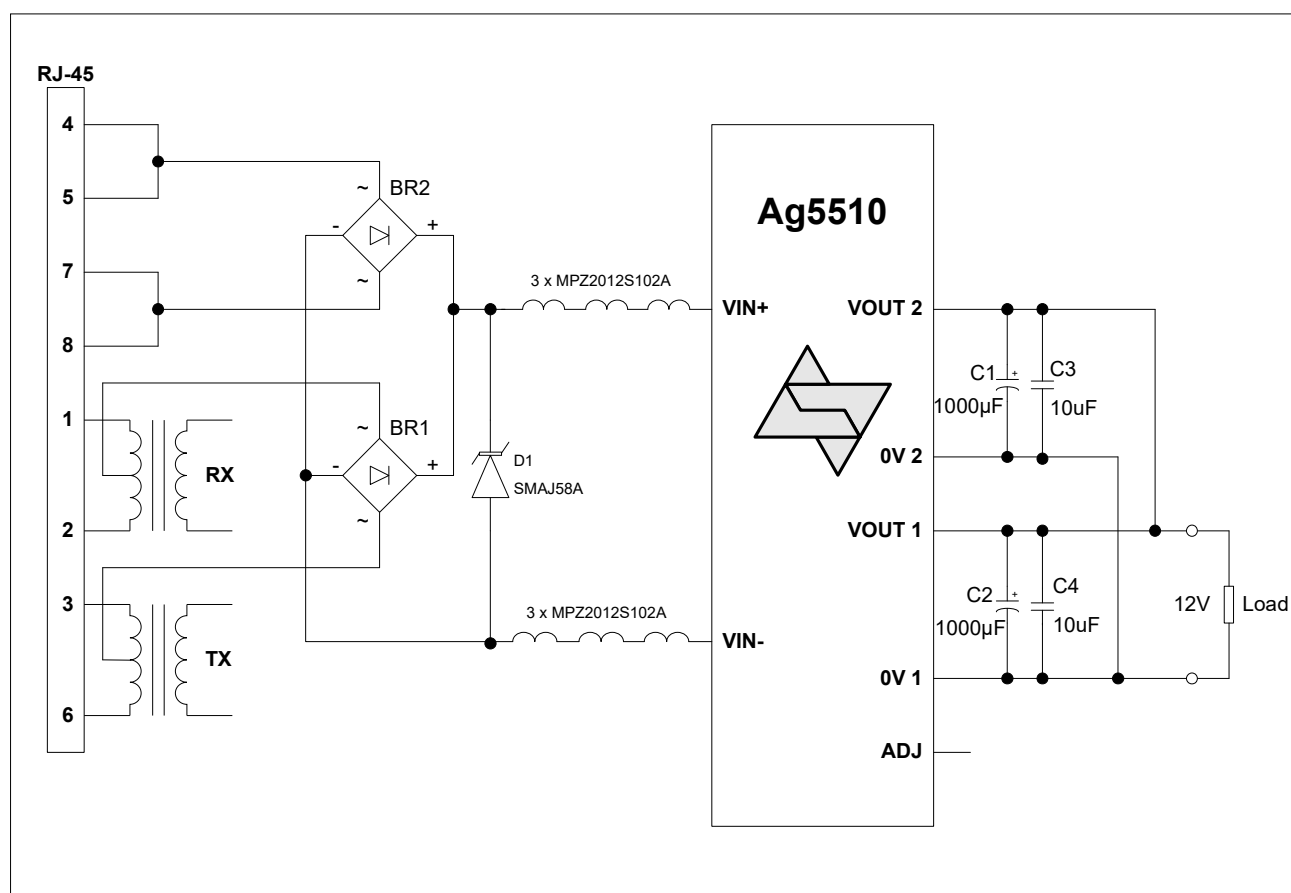 RJ-45
4
5
7
8
1
2
3
6
RX
TX
~
BR2
-
+
~
~
BR1
-
+
~
3 x MPZ2012S102A
D1
SMAJ58A
3 x MPZ2012S102A
Ag5510
VIN+
VIN-
VOUT 2
0V 2
VOUT 1
0V 1
ADJ
C1
+
1000µF
C3
10uF
C2
+
1000µF
C4
10uF
12V
Load